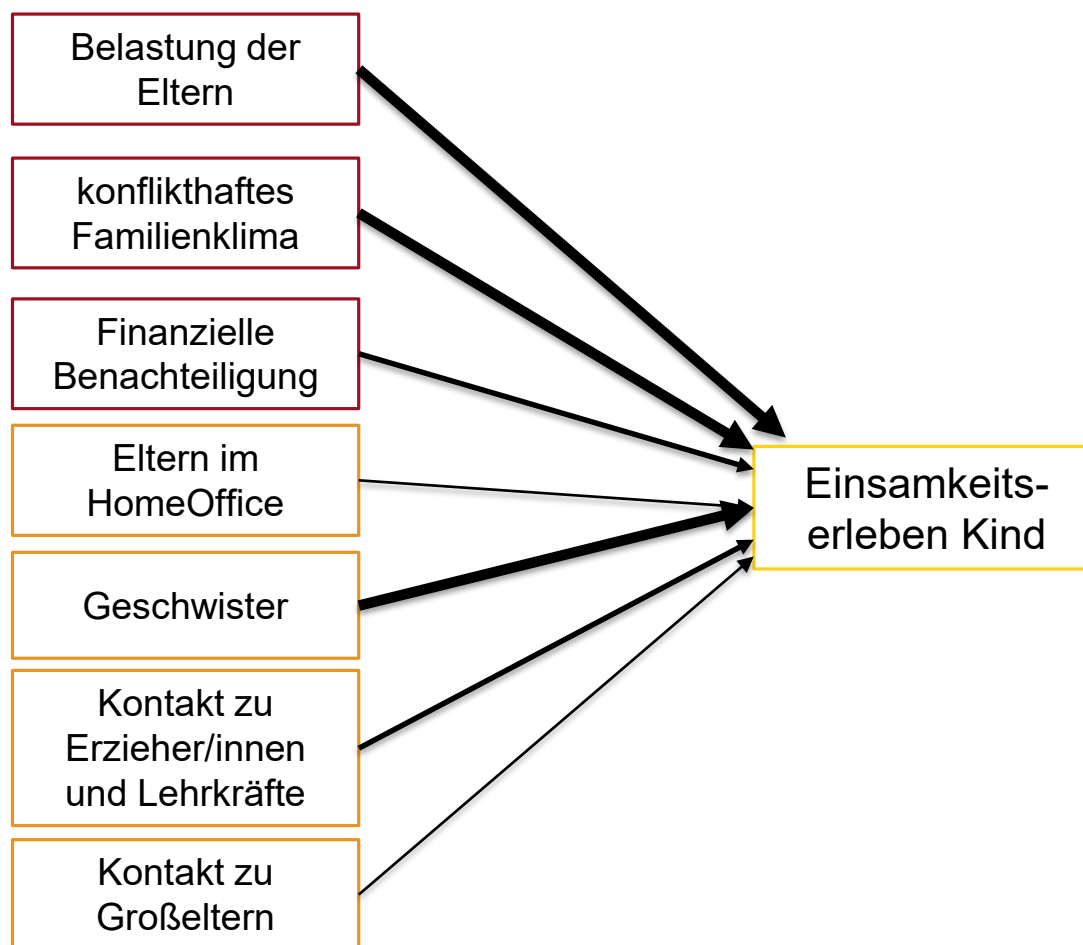 Belastung der
Eltern
konflikthaftes
Familienklima
Finanzielle
Benachteiligung
Eltern im
HomeOffice
Geschwister
Kontakt zu
Erzieher/innen
und Lehrkräfte
Kontakt zu
Großeltern
Einsamkeits-
erleben Kind